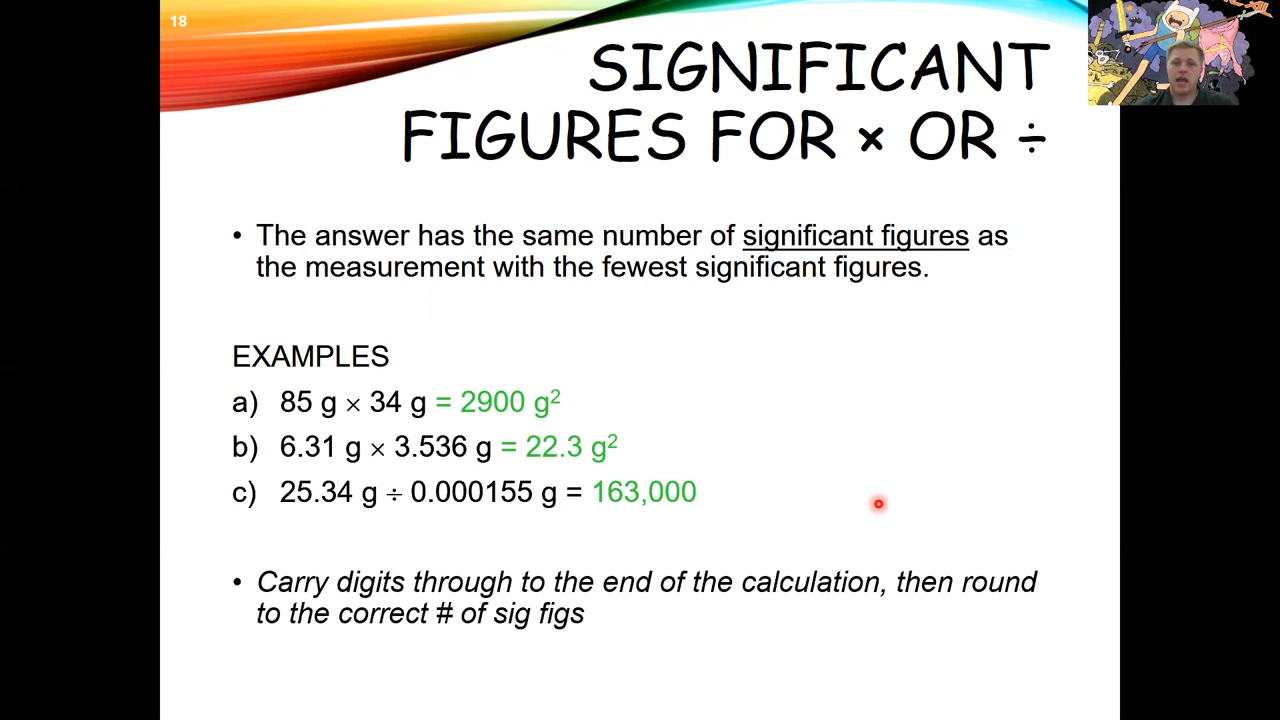 18
SIGNIFICANT
FIGURES FOR × OR ÷
• The answer has the same number of significant figures as
the measurement with the fewest significant figures.
EXAMPLES
a) 85 g × 34 g = 2900 g²
b) 6.31 g × 3.536 g = 22.3 g²
c) 25.34 g ÷ 0.000155 g = 163,000
• Carry digits through to the end of the calculation, then round
to the correct # of sig figs